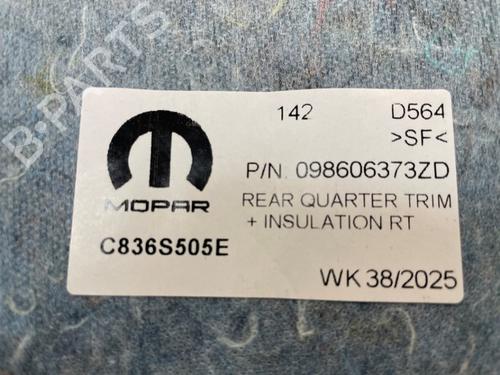 B-PARTS
142 D564
>SF<
P/N: 098606373ZD
MOPAR
REAR QUARTER TRIM
+ INSULATION RT
C836S505E
WK 38/2025